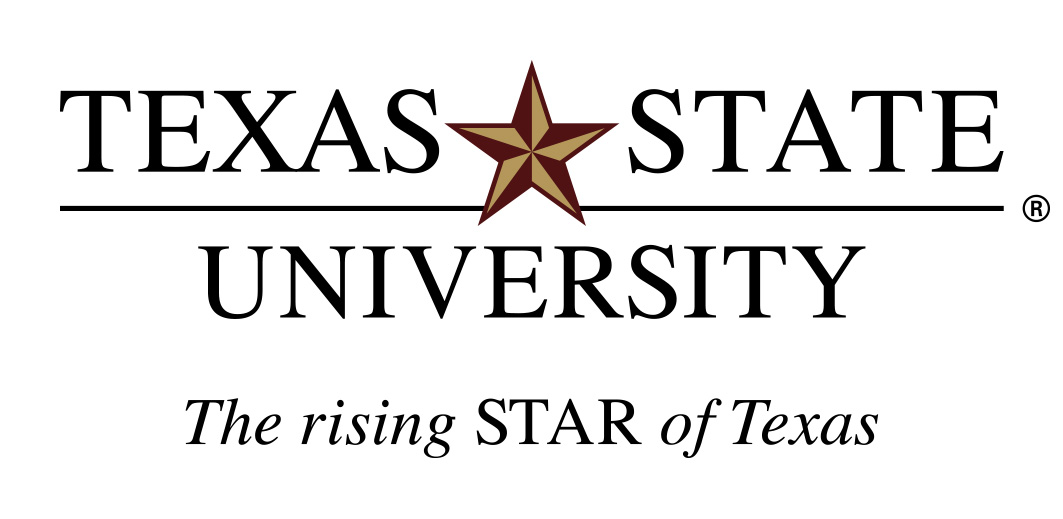 TEXAS STATE
®
UNIVERSITY
The rising STAR of Texas